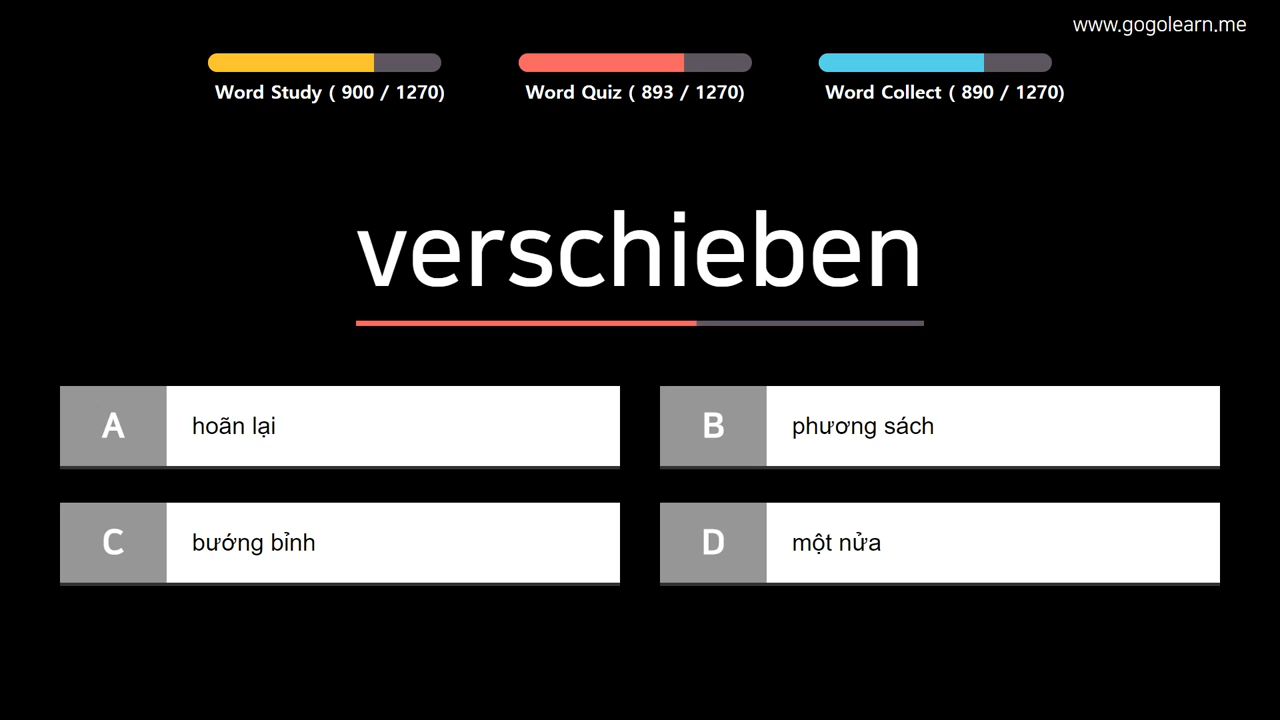 www.gogolearn.me
Word Study ( 900 / 1270)
Word Quiz ( 893 / 1270)
Word Collect ( 890 / 1270)
verschieben
A hoãn lại
B phương sách
C bướng bỉnh
D một nửa